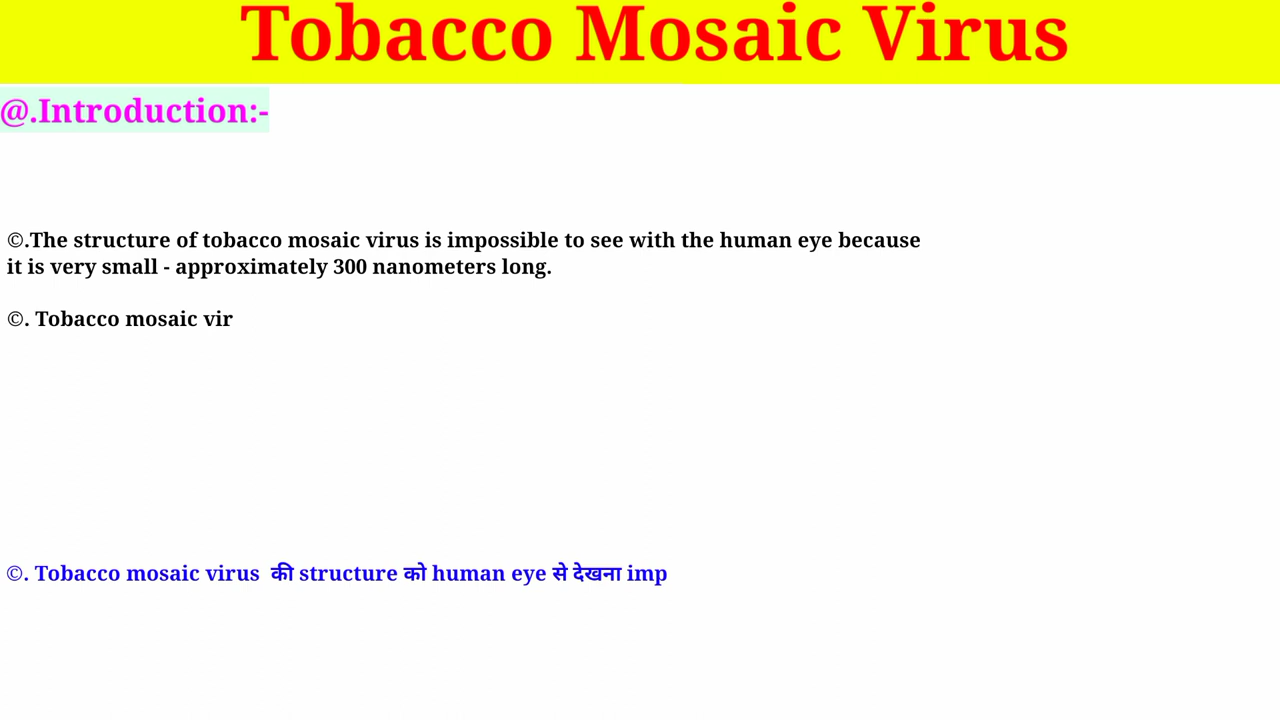 Tobacco Mosaic Virus
@.Introduction:-
©.The structure of tobacco mosaic virus is impossible to see with the human eye because
it is very small - approximately 300 nanometers long.
©. Tobacco mosaic vir
©. Tobacco mosaic virus की structure को human eye से देखना imp